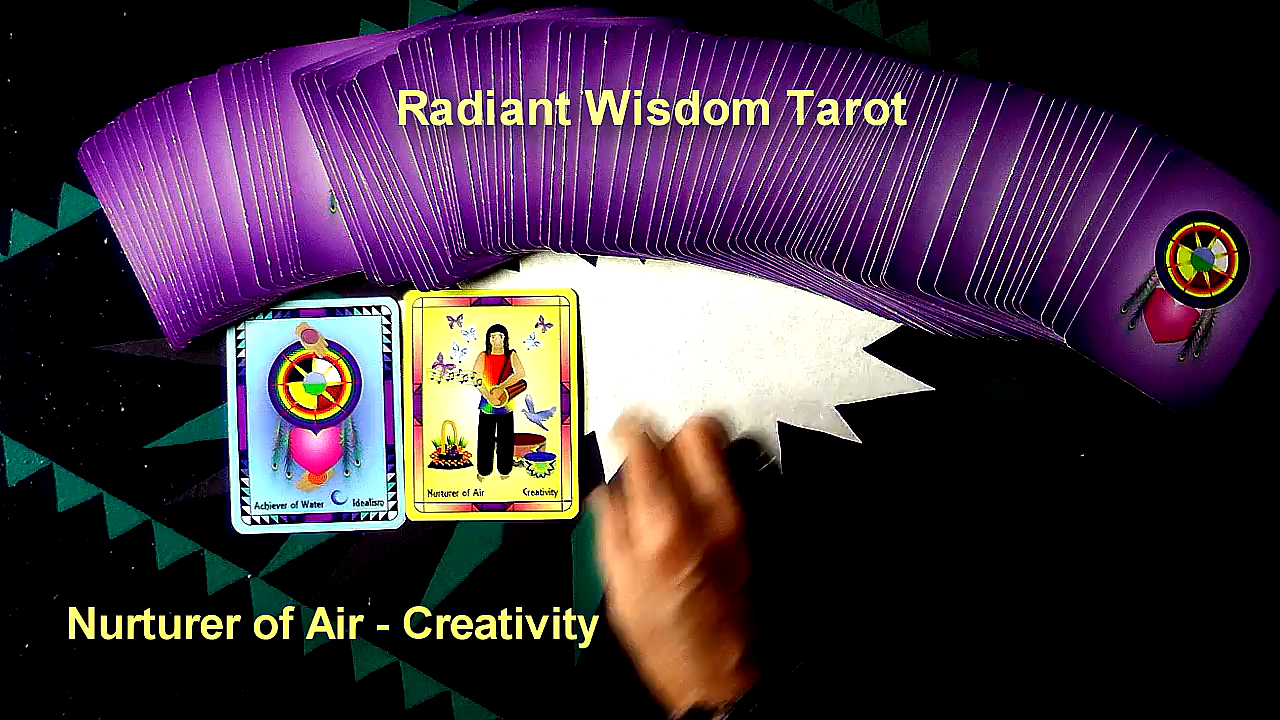 Radiant Wisdom Tarot
Achiever of Water Idealism
Nurturer of Air Creativity
Nurturer of Air - Creativity